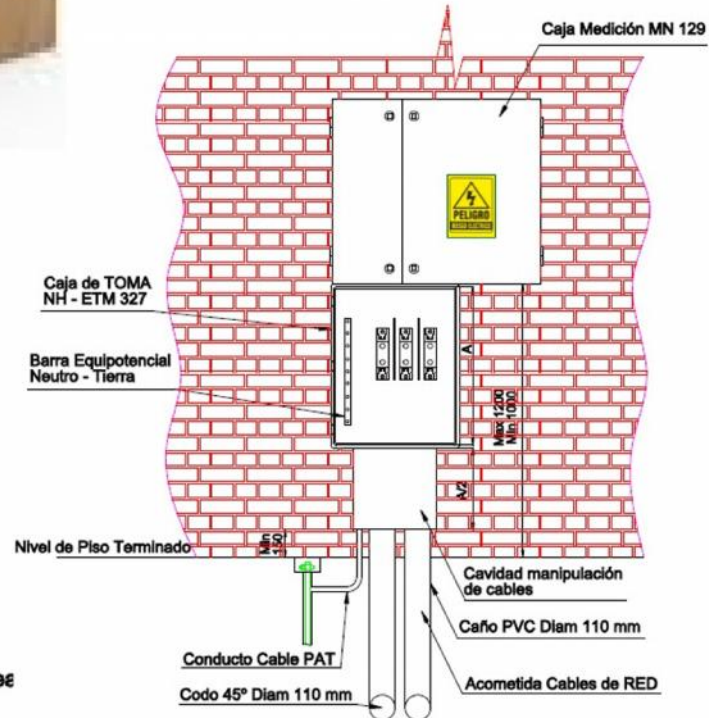 Caja Medición MN 129
PELIGRO
RIESGO ELECTRICO
Caja de TOMA
NH - ETM 327
Barra Equipotencial
Neutro - Tierra
A
Max 1200
Min 1000
A/2
Min
150
Nivel de Piso Terminado
Cavidad manipulación
de cables
Caño PVC Diam 110 mm
Conducto Cable PAT
Acometida Cables de RED
Codo 45º Diam 110 mm